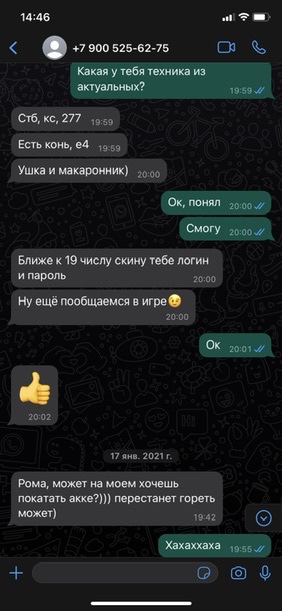 14:46
+7 900 525-62-75
Какая у тебя техника из
актуальных?
19:59
Стб, кс, 277 19:59
Есть конь, е4 19:59
Ушка и макаронник) 20:00
Ок, понял 20:00
Смогу 20:00
Ближе к 19 числу скину тебе логин
и пароль 20:00
Ну ещё пообщаемся в игре😉
20:00
Ок 20:01
👍
20:02
17 янв. 2021 г.
Рома, может на моем хочешь
покатать акке?))) перестанет гореть
может) 19:42
Хахаххаха 19:55